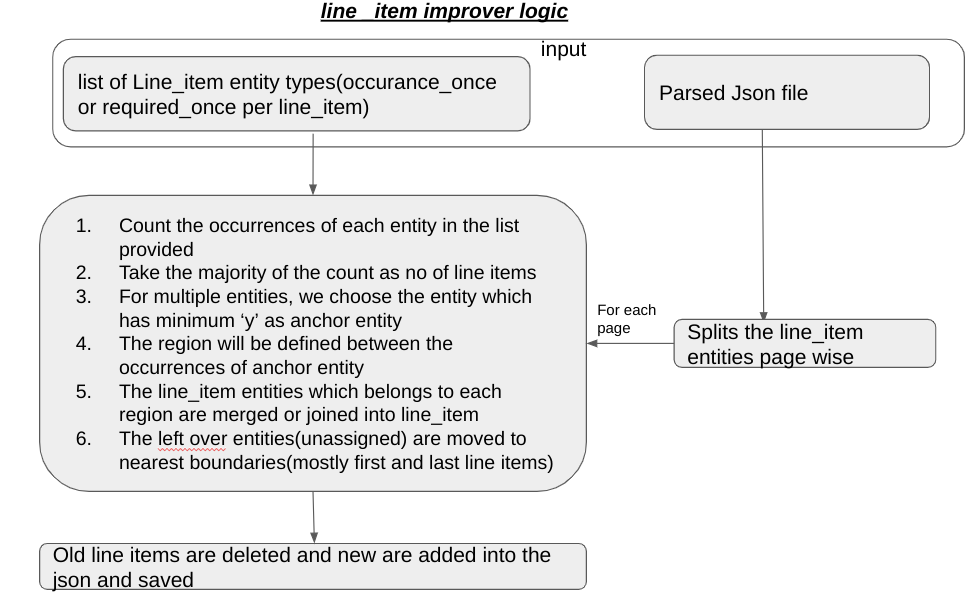 line_item improver logic
input
list of Line_item entity types(occurance_once
or required_once per line_item)
Parsed Json file
1. Count the occurrences of each entity in the list
provided
2. Take the majority of the count as no of line items
3. For multiple entities, we choose the entity which
has minimum ‘y’ as anchor entity
4. The region will be defined between the
occurrences of anchor entity
5. The line_item entities which belongs to each
region are merged or joined into line_item
6. The left over entities(unassigned) are moved to
nearest boundaries(mostly first and last line items)
For each
page
Splits the line_item
entities page wise
Old line items are deleted and new are added into the
json and saved